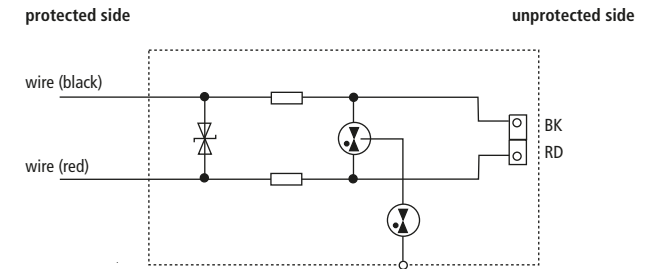 protected side
unprotected side
wire (black)
BK
RD
wire (red)